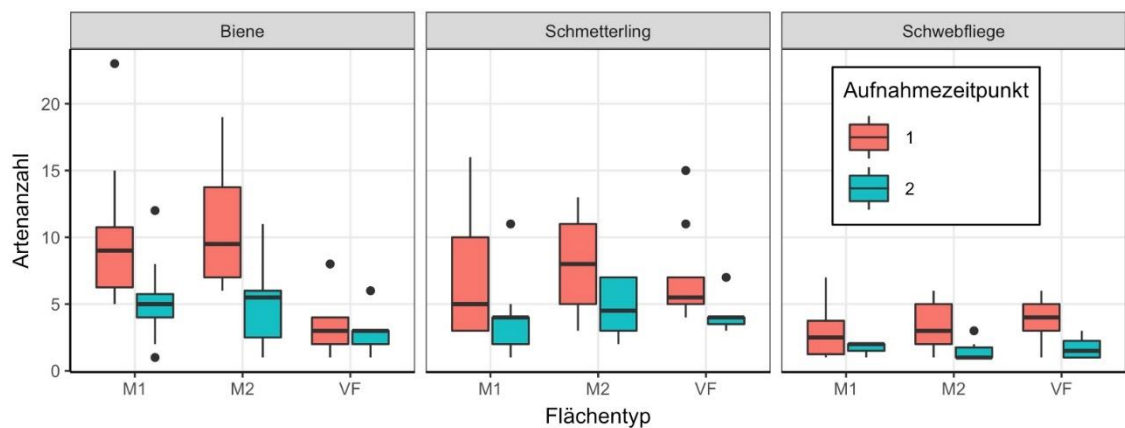 Biene
Schmetterling
Schwebfliege
Artenanzahl
20
15
10
5
0
Aufnahmezeitpunkt
1
2
M1 M2 VF
M1 M2 VF
M1 M2 VF
Flächentyp